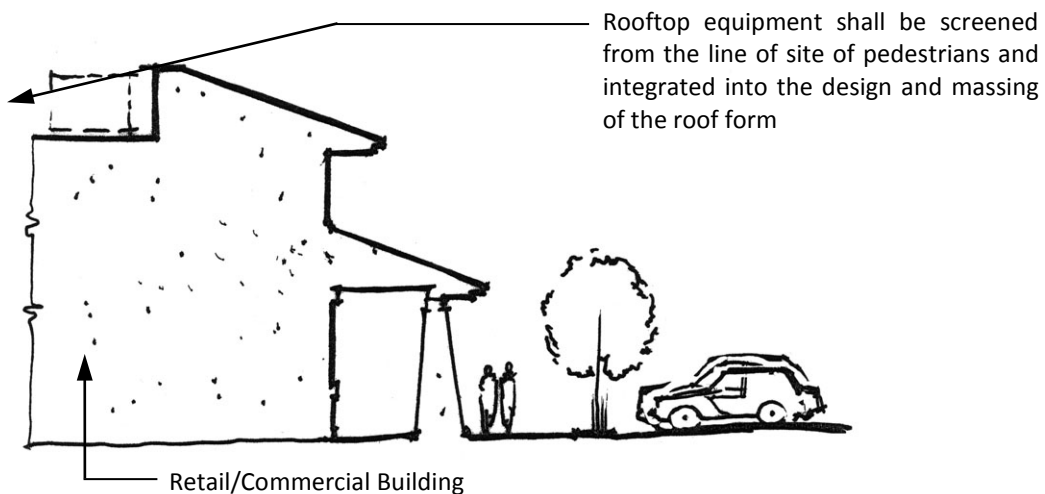 Rooftop equipment shall be screened
from the line of site of pedestrians and
integrated into the design and massing
of the roof form
Retail/Commercial Building